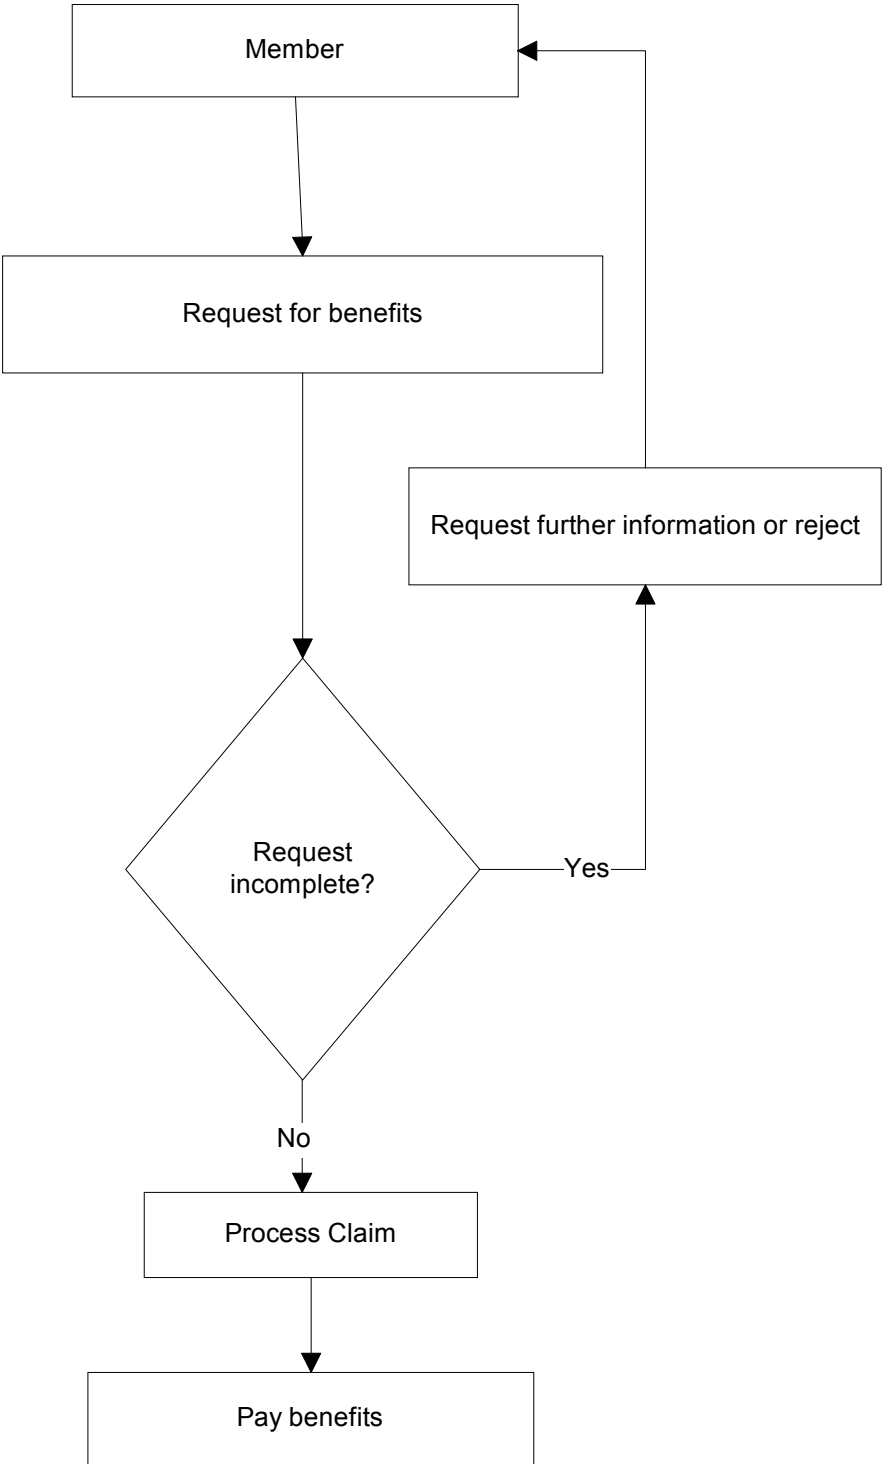 Member
Request for benefits
Request further information or reject
Request
incomplete?
Yes
No
Process Claim
Pay benefits